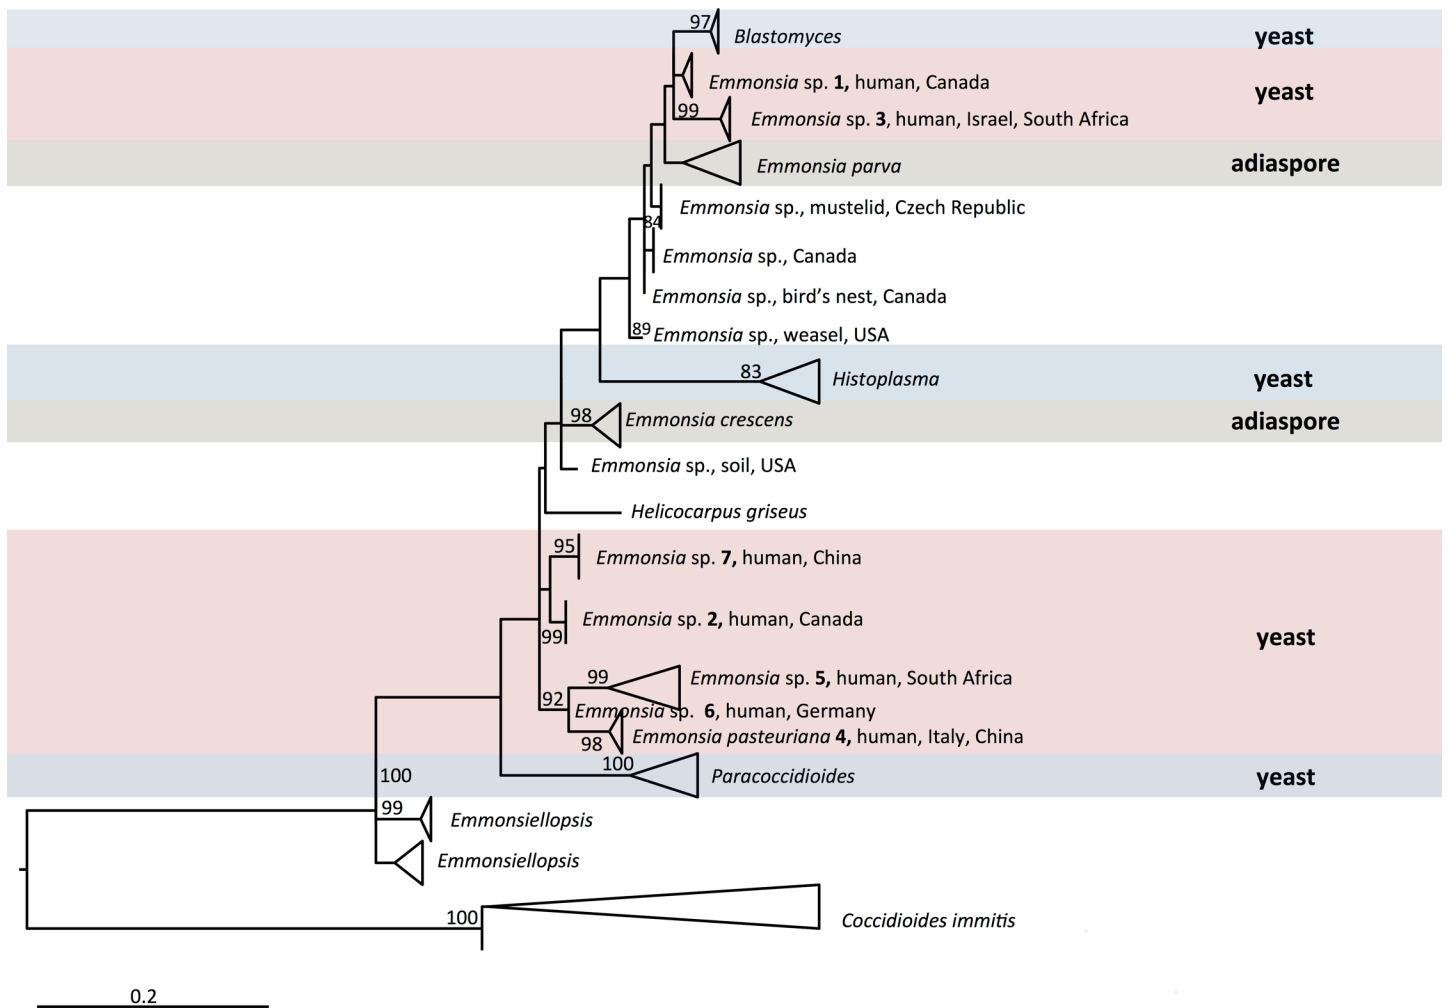 97
Blastomyces
yeast
Emmonsia sp. 1, human, Canada
yeast
99
Emmonsia sp. 3, human, Israel, South Africa
Emmonsia parva
adiaspore
Emmonsia sp., mustelid, Czech Republic
84
Emmonsia sp., Canada
Emmonsia sp., bird’s nest, Canada
89
Emmonsia sp., weasel, USA
83
Histoplasma
yeast
98
Emmonsia crescens
adiaspore
Emmonsia sp., soil, USA
Helicocarpus griseus
95
Emmonsia sp. 7, human, China
Emmonsia sp. 2, human, Canada
99
yeast
99
Emmonsia sp. 5, human, South Africa
92
Emmonsia sp. 6, human, Germany
98
Emmonsia pasteuriana 4, human, Italy, China
100
Paracoccidioides
yeast
100
99
Emmonsiellopsis
Emmonsiellopsis
100
Coccidioides immitis
0.2